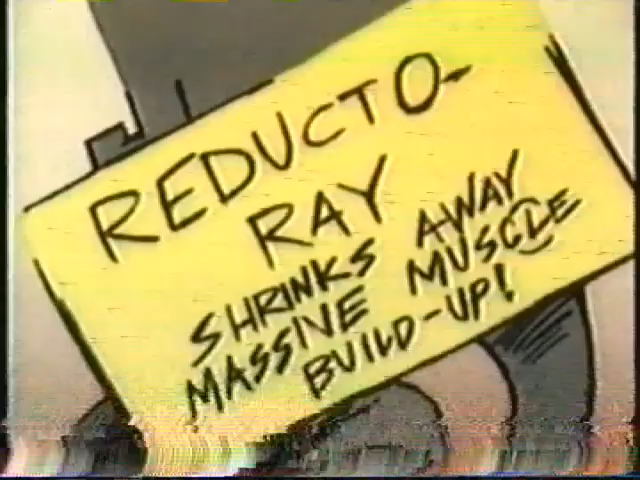 REDUCTO-
RAY
SHRINKS AWAY
MASSIVE MUSCLE
BUILD-UP!